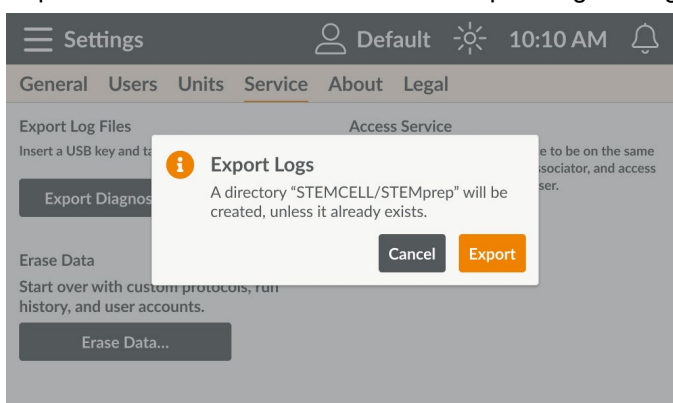 Settings Default 10:10 AM
General Users Units Service About Legal
Export Log Files Access Service
Insert a USB key and ta e to be on the same
ssociator, and access
ser.
Export Diagnos
Export Logs
A directory “STEMCELL/STEMprep” will be
created, unless it already exists.
Cancel Export
Erase Data
Start over with custom protocols, run
history, and user accounts.
Erase Data...